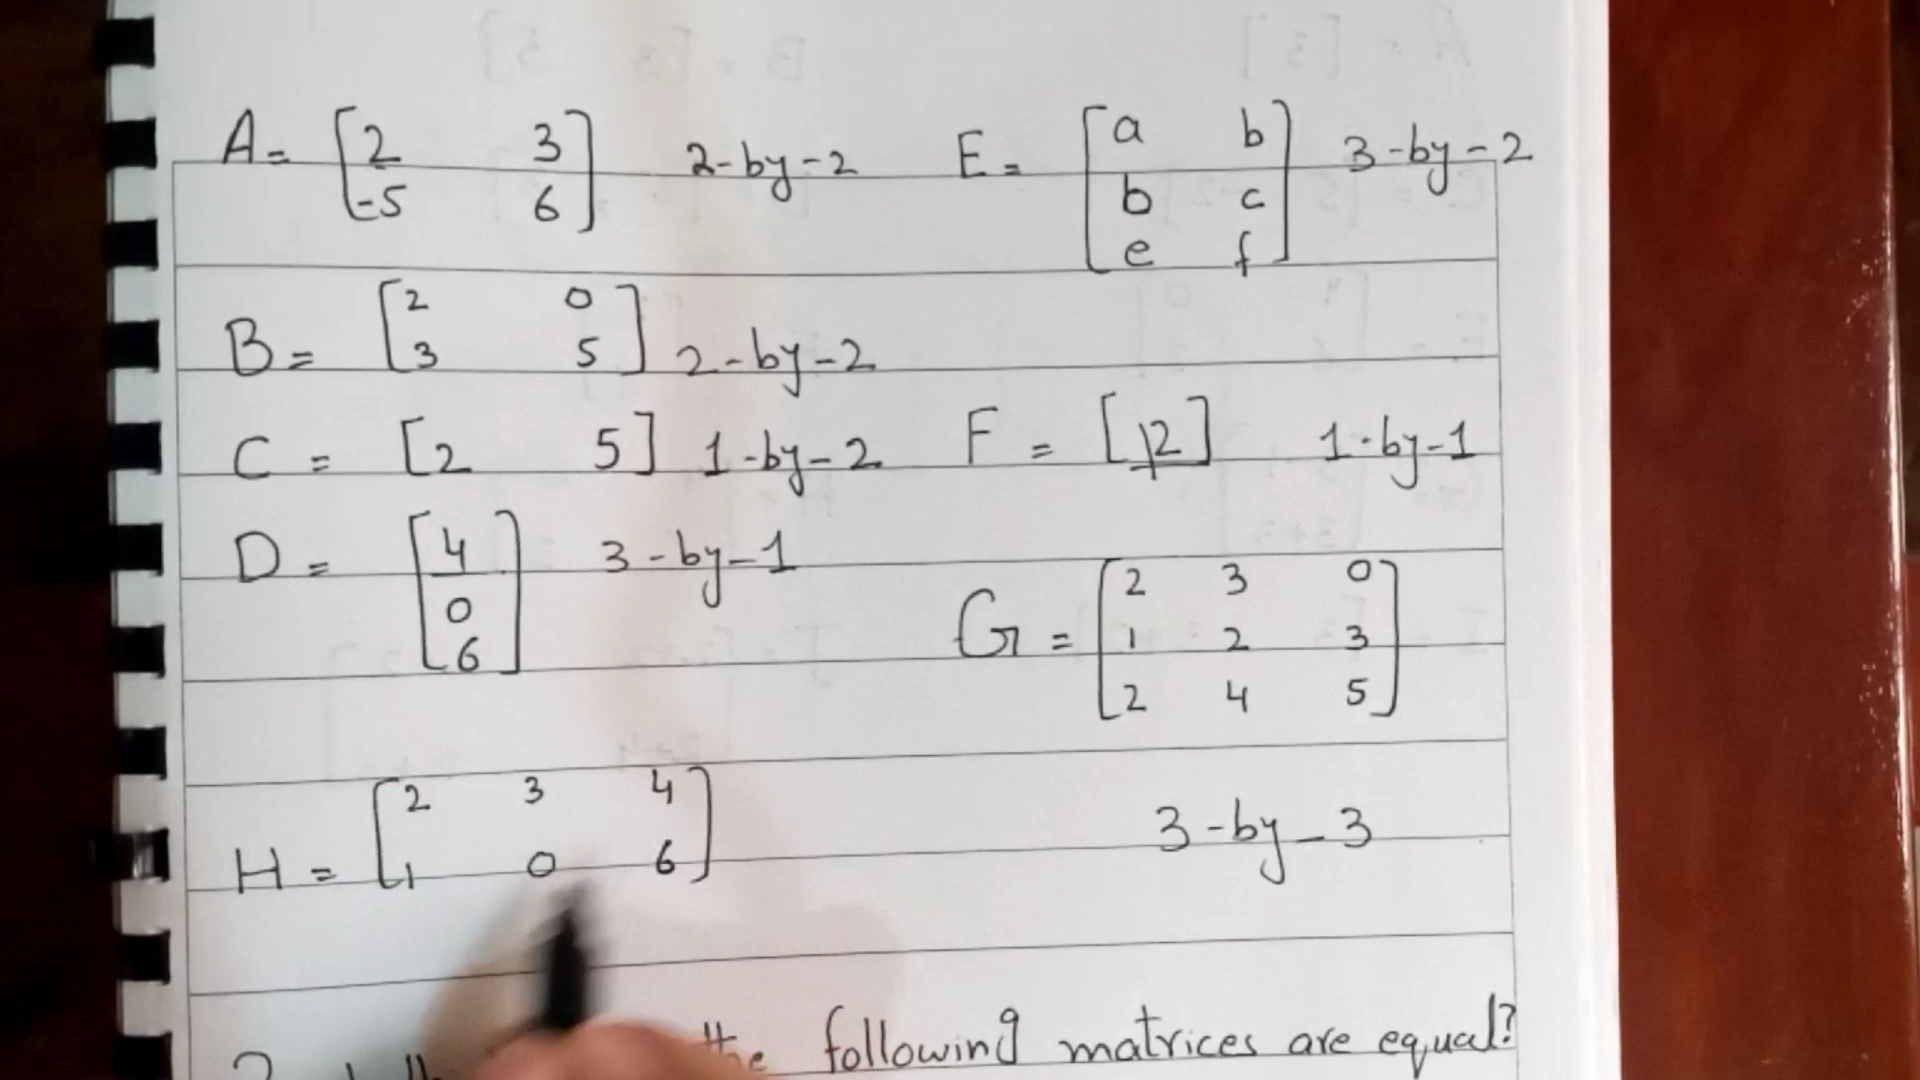 A = [2 3] 2-by-2
[-5 6]
E = [a b] 3-by-2
[b c]
[e f]
B = [2 0] 2-by-2
[3 5]
C = [2 5] 1-by-2
F = [12] 1-by-1
D = [4] 3-by-1
[0]
[6]
G = [2 3 0]
[1 2 3]
[2 4 5]
3-by-3
H = [2 3 4]
[1 0 6]
the following matrices are equal?